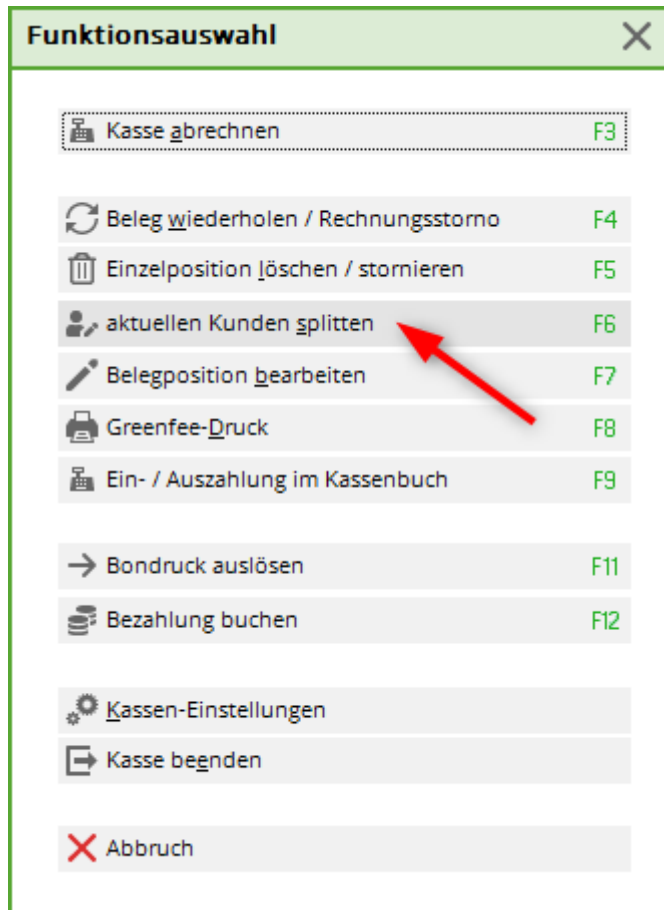 Funktionsauswahl
Kasse abrechnen F3
Beleg wiederholen / Rechnungsstorno F4
Einzelposition löschen / stornieren F5
aktuellen Kunden splitten F6
Belegposition bearbeiten F7
Greenfee-Druck F8
Ein- / Auszahlung im Kassenbuch F9
Bondruck auslösen F11
Bezahlung buchen F12
Kassen-Einstellungen
Kasse beenden
Abbruch